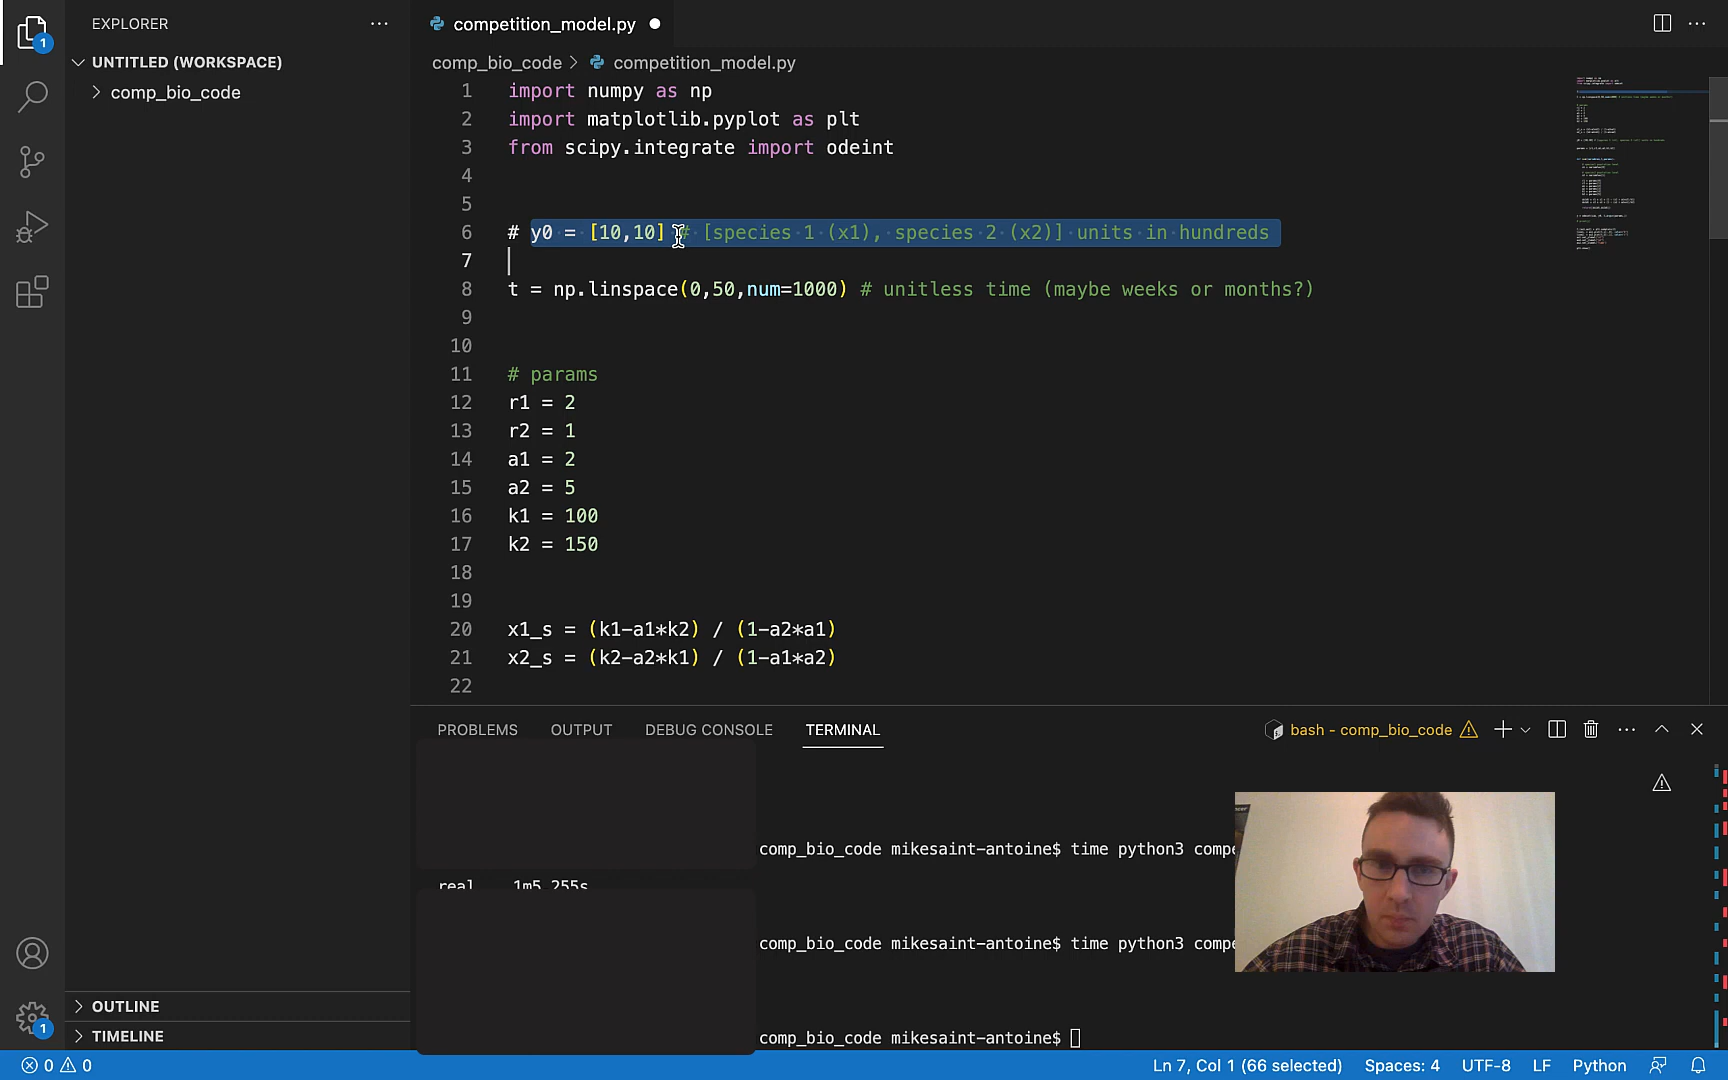 EXPLORER
UNTITLED (WORKSPACE)
comp_bio_code
1
competition_model.py
comp_bio_code > competition_model.py
1 import numpy as np
2 import matplotlib.pyplot as plt
3 from scipy.integrate import odeint
4
5
6 # y0 = [10,10] # [species 1 (x1), species 2 (x2)] units in hundreds
7
8 t = np.linspace(0,50,num=1000) # unitless time (maybe weeks or months?)
9
10
11 # params
12 r1 = 2
13 r2 = 1
14 a1 = 2
15 a2 = 5
16 k1 = 100
17 k2 = 150
18
19
20 x1_s = (k1-a1*k2) / (1-a2*a1)
21 x2_s = (k2-a2*k1) / (1-a1*a2)
22
PROBLEMS OUTPUT DEBUG CONSOLE TERMINAL
bash - comp_bio_code
comp_bio_code mikesaint-antoine$ time python3 comp
real 1m5.255s
comp_bio_code mikesaint-antoine$ time python3 comp
comp_bio_code mikesaint-antoine$
OUTLINE
1
TIMELINE
0 0
Ln 7, Col 1 (66 selected) Spaces: 4 UTF-8 LF Python